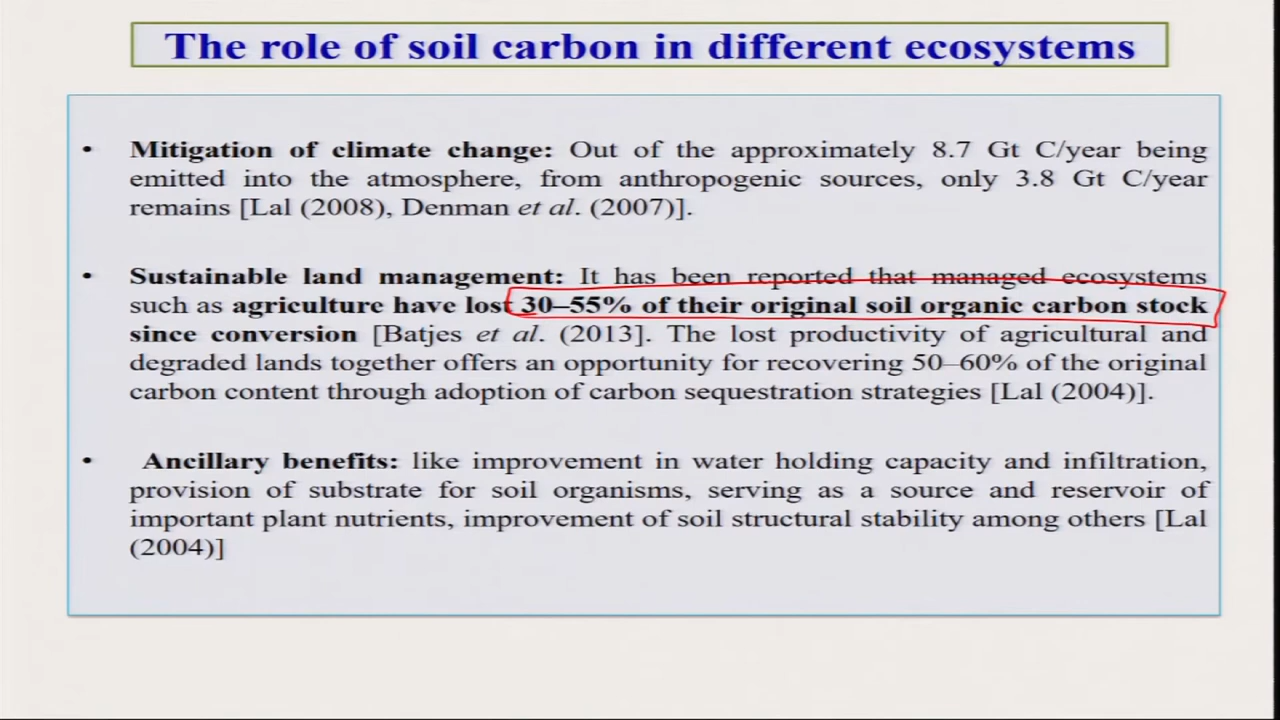 The role of soil carbon in different ecosystems
• Mitigation of climate change: Out of the approximately 8.7 Gt C/year being
emitted into the atmosphere, from anthropogenic sources, only 3.8 Gt C/year
remains [Lal (2008), Denman et al. (2007)].
• Sustainable land management: It has been reported that managed ecosystems
such as agriculture have lost 30–55% of their original soil organic carbon stock
since conversion [Batjes et al. (2013]. The lost productivity of agricultural and
degraded lands together offers an opportunity for recovering 50–60% of the original
carbon content through adoption of carbon sequestration strategies [Lal (2004)].
• Ancillary benefits: like improvement in water holding capacity and infiltration,
provision of substrate for soil organisms, serving as a source and reservoir of
important plant nutrients, improvement of soil structural stability among others [Lal
(2004)]